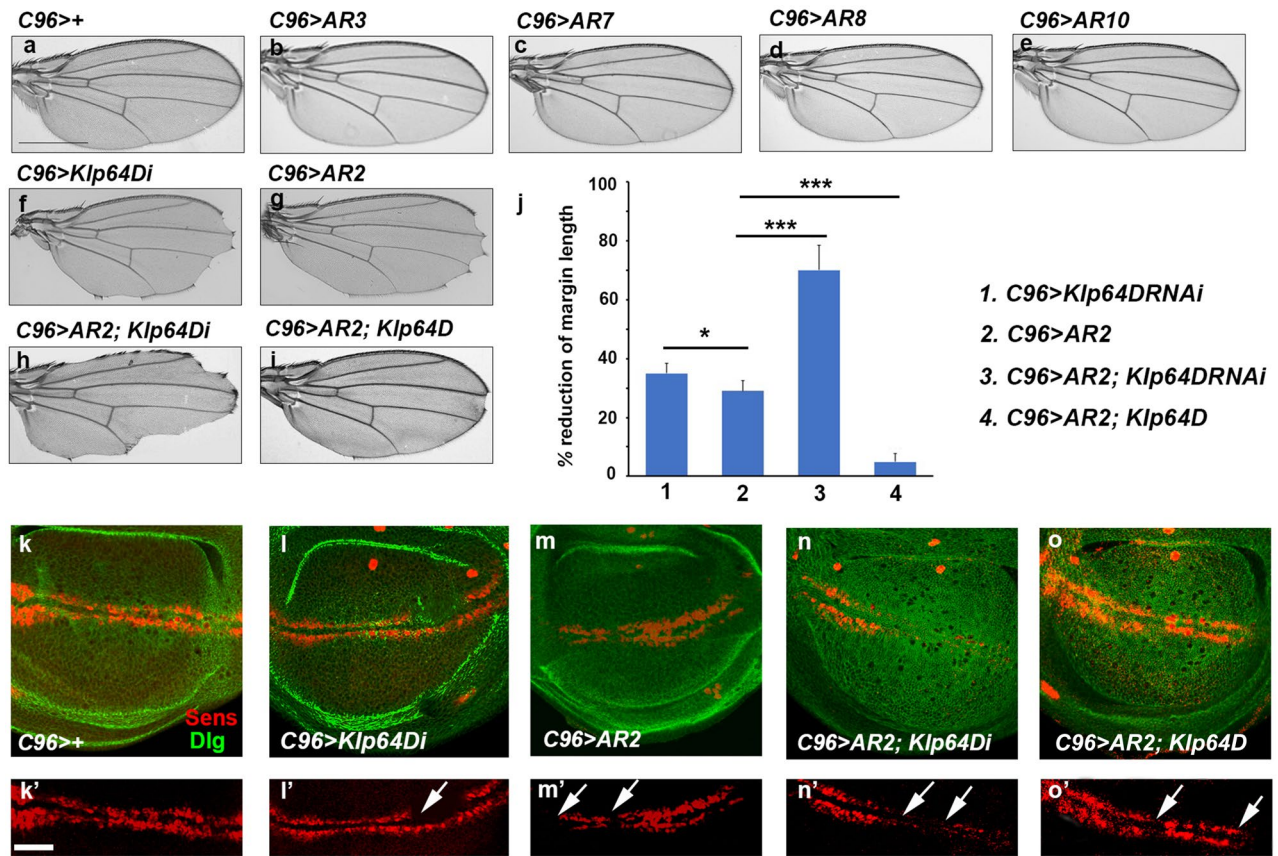 C96>+
C96>AR3
C96>AR7
C96>AR8
C96>AR10
a
b
c
d
e
C96>Klp64Di
C96>AR2
f
g
C96>AR2; Klp64Di
C96>AR2; Klp64D
h
i
j
% reduction of margin length
100
80
60
40
20
0
***
***
*
1
2
3
4
1. C96>Klp64DRNAi
2. C96>AR2
3. C96>AR2; Klp64DRNAi
4. C96>AR2; Klp64D
k
Sens
Dlg
C96>+
l
C96>Klp64Di
m
C96>AR2
n
C96>AR2; Klp64Di
o
C96>AR2; Klp64D
k’
l’
m’
n’
o’